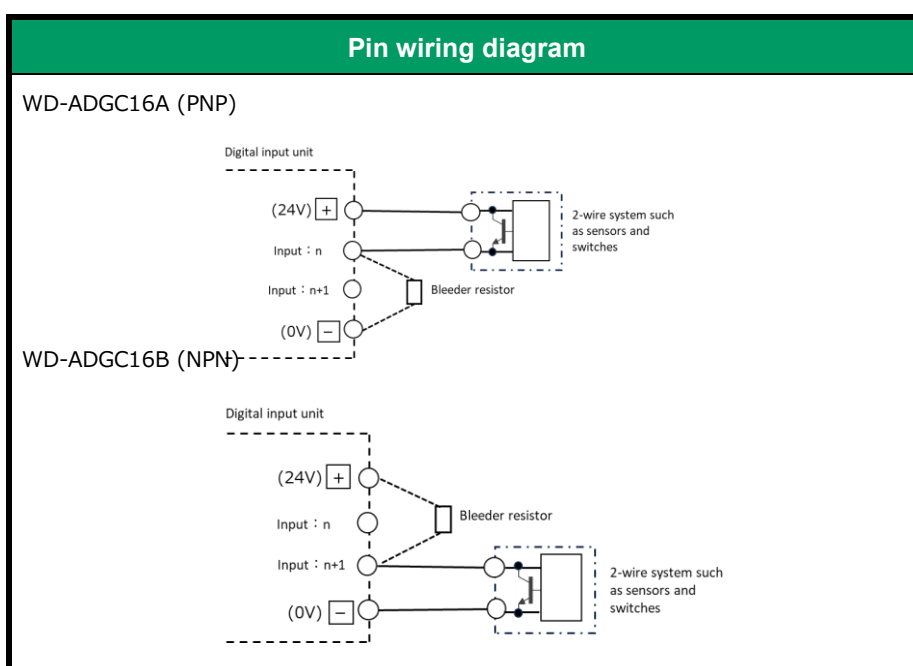 Pin wiring diagram
WD-ADGC16A (PNP)
Digital input unit
(24V) +
Input：n
Input：n+1
(0V) −
2-wire system such
as sensors and
switches
Bleeder resistor
WD-ADGC16B (NPN)
Digital input unit
(24V) +
Input：n
Input：n+1
(0V) −
Bleeder resistor
2-wire system such
as sensors and
switches